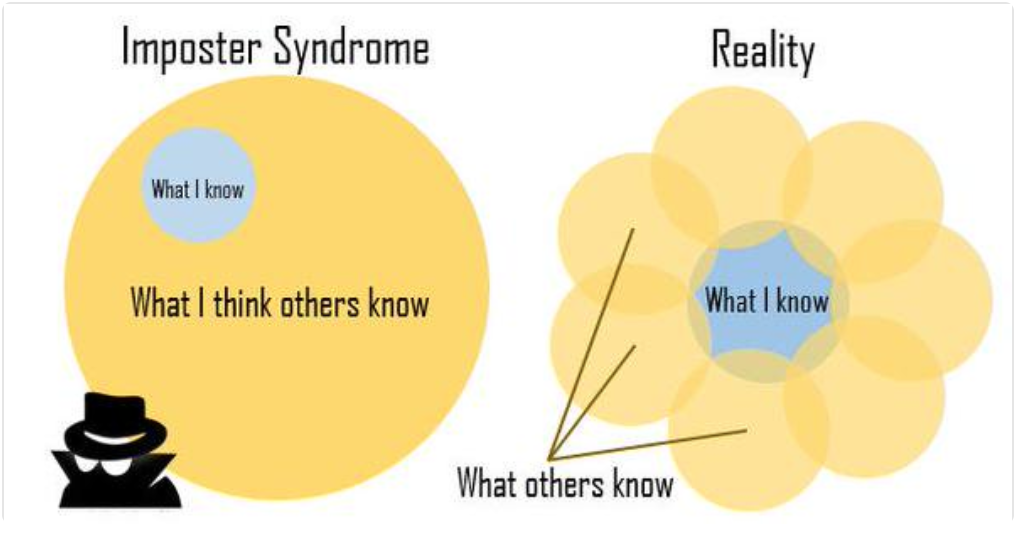 Imposter Syndrome
What I know
What I think others know
Reality
What I know
What others know